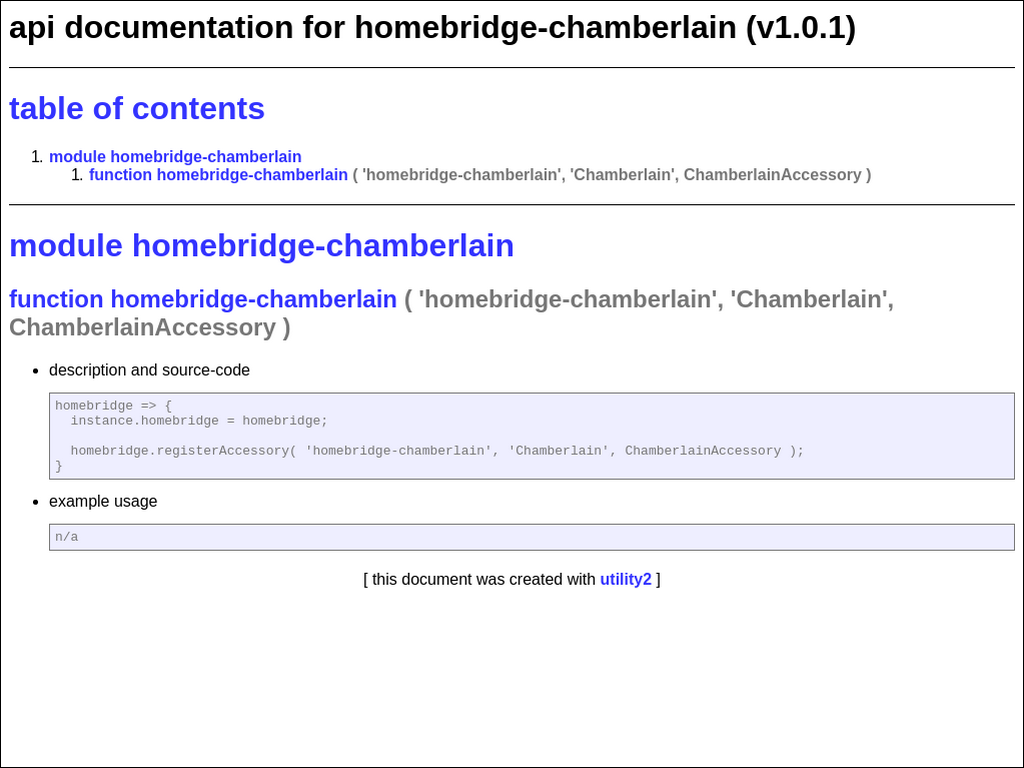 api documentation for homebridge-chamberlain (v1.0.1)
table of contents
1. module homebridge-chamberlain
1. function homebridge-chamberlain ( 'homebridge-chamberlain', 'Chamberlain', ChamberlainAccessory )
module homebridge-chamberlain
function homebridge-chamberlain ( 'homebridge-chamberlain', 'Chamberlain',
ChamberlainAccessory )
• description and source-code
homebridge => {
  instance.homebridge = homebridge;
  homebridge.registerAccessory( 'homebridge-chamberlain', 'Chamberlain', ChamberlainAccessory );
}
• example usage
n/a
[ this document was created with utility2 ]